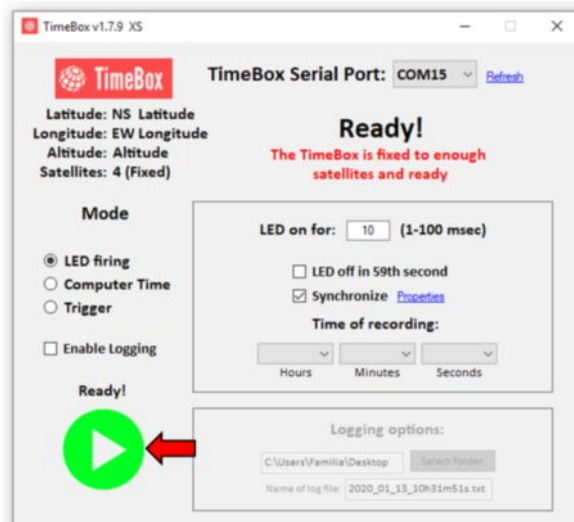 TimeBox v1.7.9 XS
TimeBox
TimeBox Serial Port: COM15 Refresh
Latitude: NS Latitude
Longitude: EW Longitude
Altitude: Altitude
Satellites: 4 (Fixed)
Ready!
The TimeBox is fixed to enough
satellites and ready
Mode
LED firing
Computer Time
Trigger
Enable Logging
Ready!
LED on for: 10 (1-100 msec)
LED off in 59th second
Synchronize Properties
Time of recording:
Hours Minutes Seconds
Logging options:
C:\Users\Familia\Desktop Select Folder
Name of log file: 2020_01_13_10h31m51s.txt